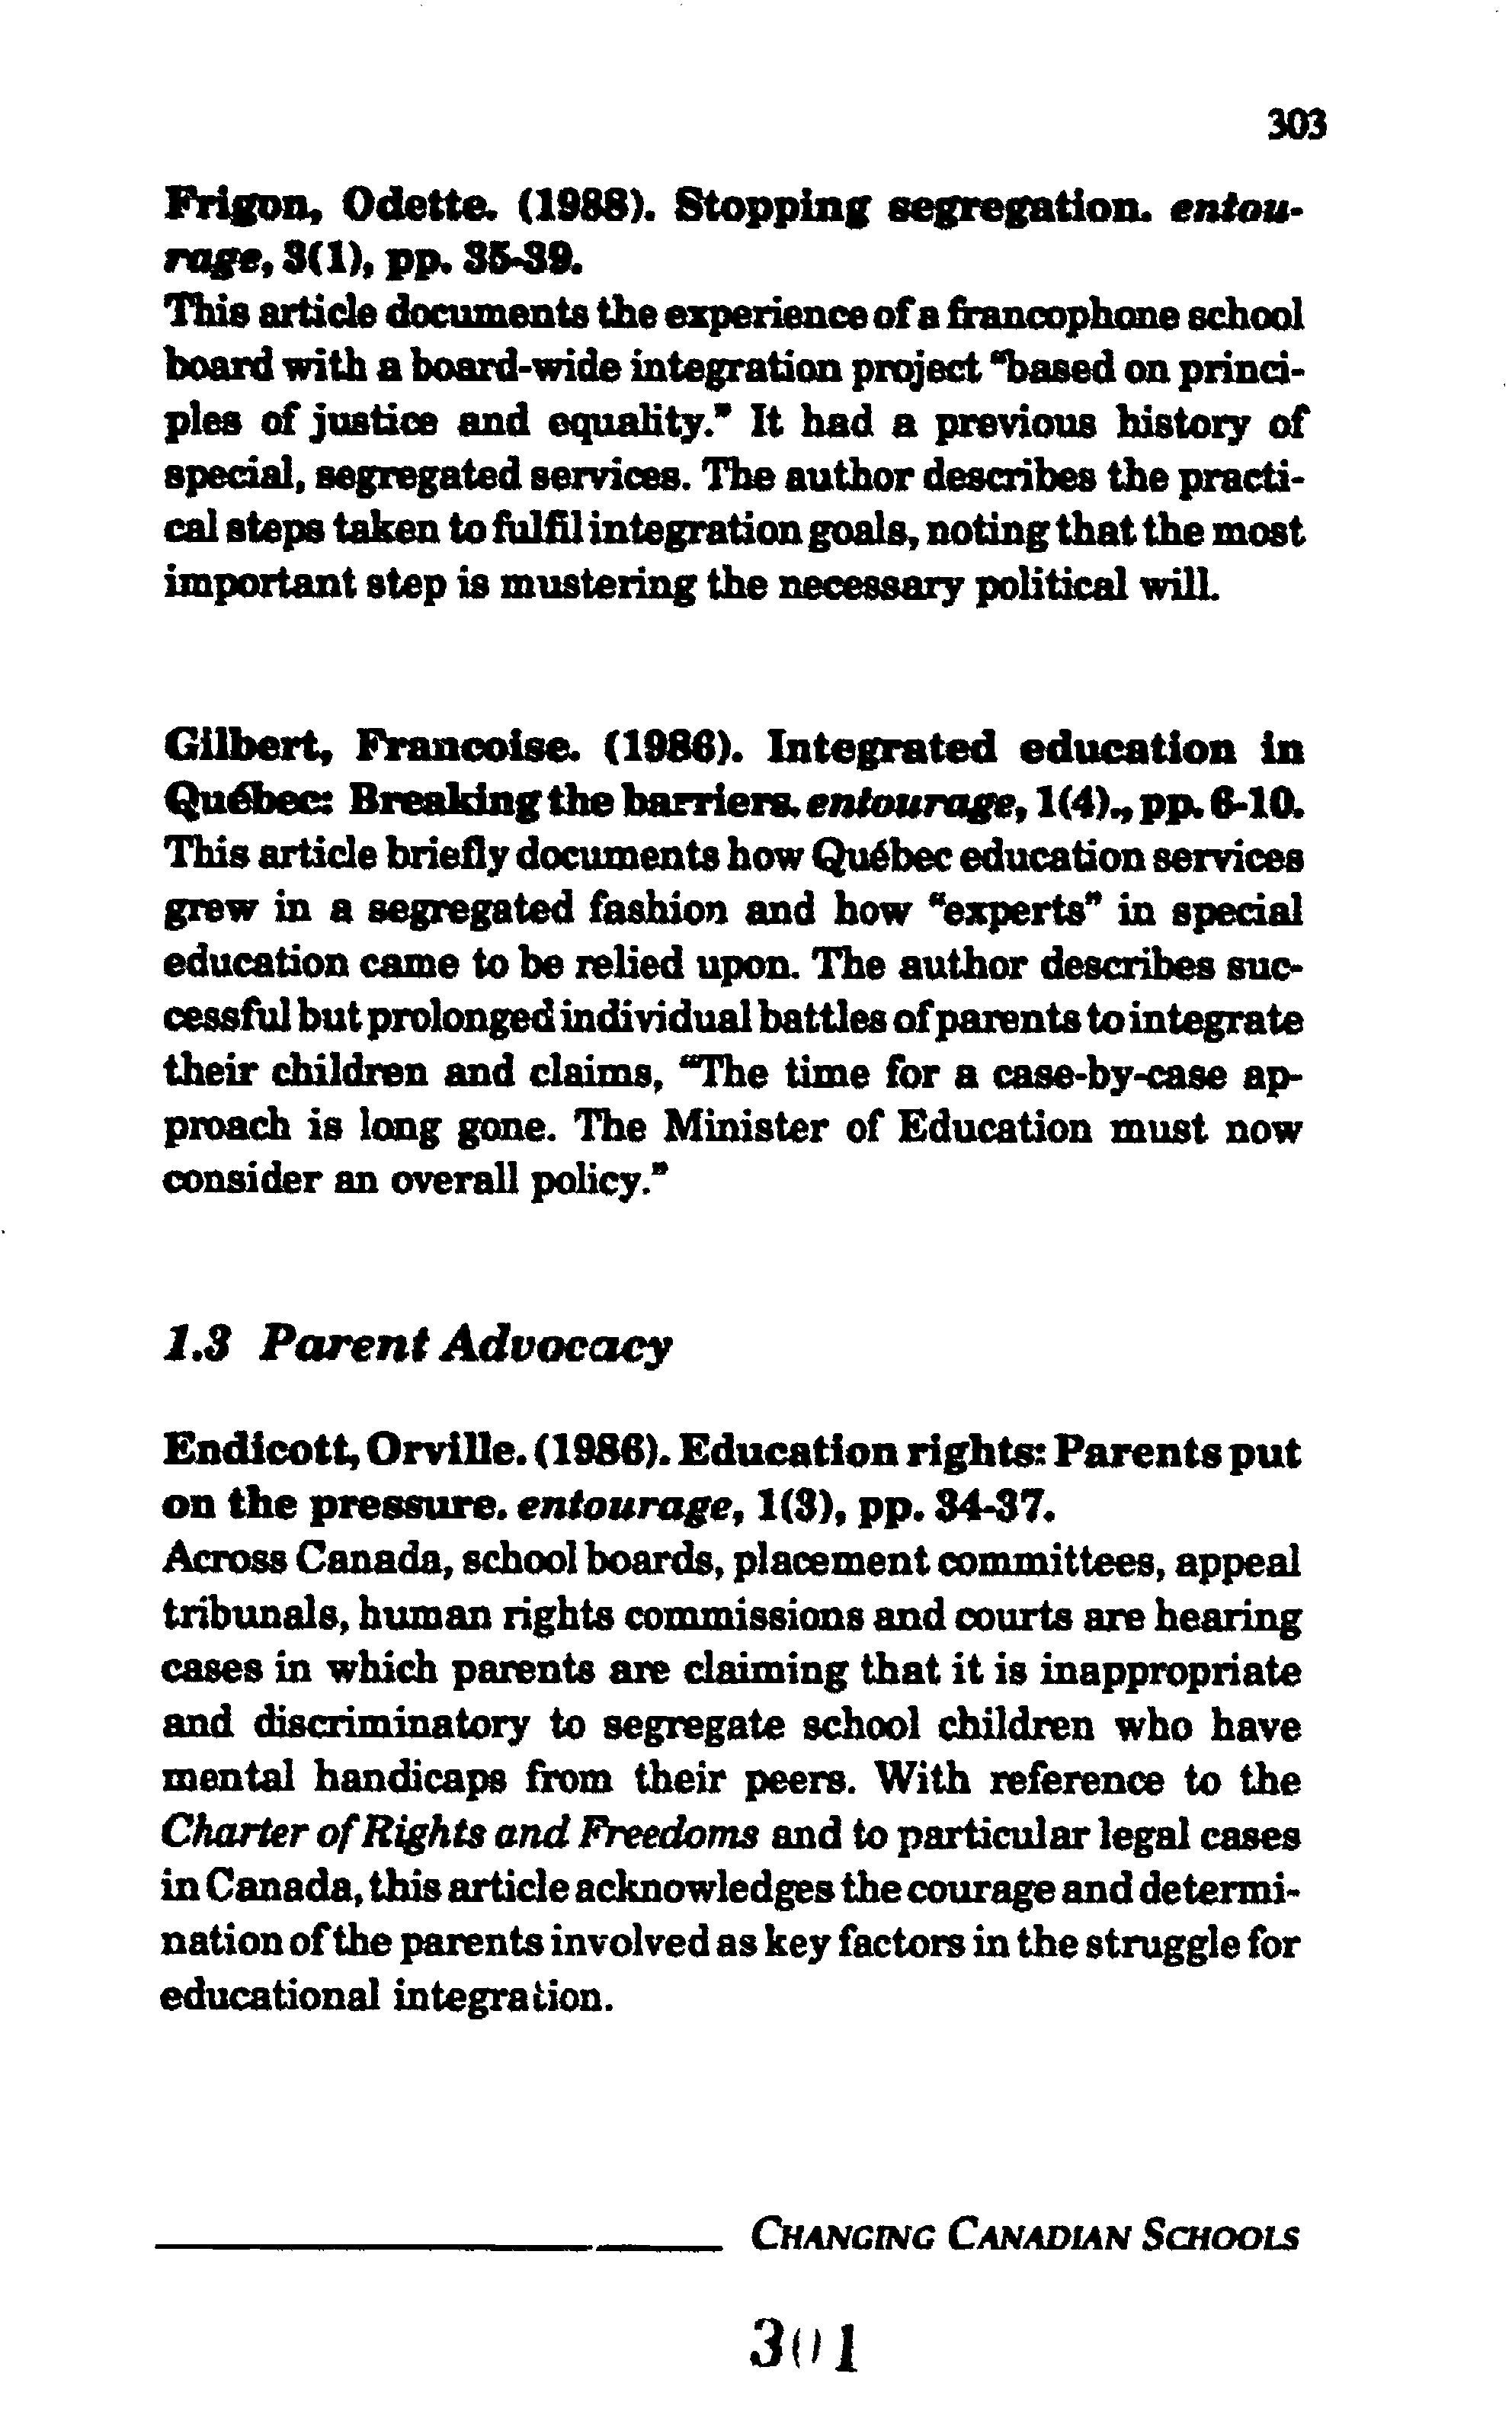 303
Frigon, Odette. (1988). Stopping segregation. entou-
rage, 3(1), pp. 35-39.
This article documents the experience of a francophone school
board with a board-wide integration project "based on princi-
ples of justice and equality." It had a previous history of
special, segregated services. The author describes the practi-
cal steps taken to fulfil integration goals, noting that the most
important step is mustering the necessary political will.
Gilbert, Francoise. (1986). Integrated education in
Québec: Breaking the barriers. entourage, 1(4)., pp. 6-10.
This article briefly documents how Québec education services
grew in a segregated fashion and how "experts" in special
education came to be relied upon. The author describes suc-
cessful but prolonged individual battles of parents to integrate
their children and claims, "The time for a case-by-case ap-
proach is long gone. The Minister of Education must now
consider an overall policy."
1.3 Parent Advocacy
Endicott, Orville. (1986). Education rights: Parents put
on the pressure. entourage, 1(3), pp. 34-37.
Across Canada, school boards, placement committees, appeal
tribunals, human rights commissions and courts are hearing
cases in which parents are claiming that it is inappropriate
and discriminatory to segregate school children who have
mental handicaps from their peers. With reference to the
Charter of Rights and Freedoms and to particular legal cases
in Canada, this article acknowledges the courage and determi-
nation of the parents involved as key factors in the struggle for
educational integration.
CHANGING CANADIAN SCHOOLS
301